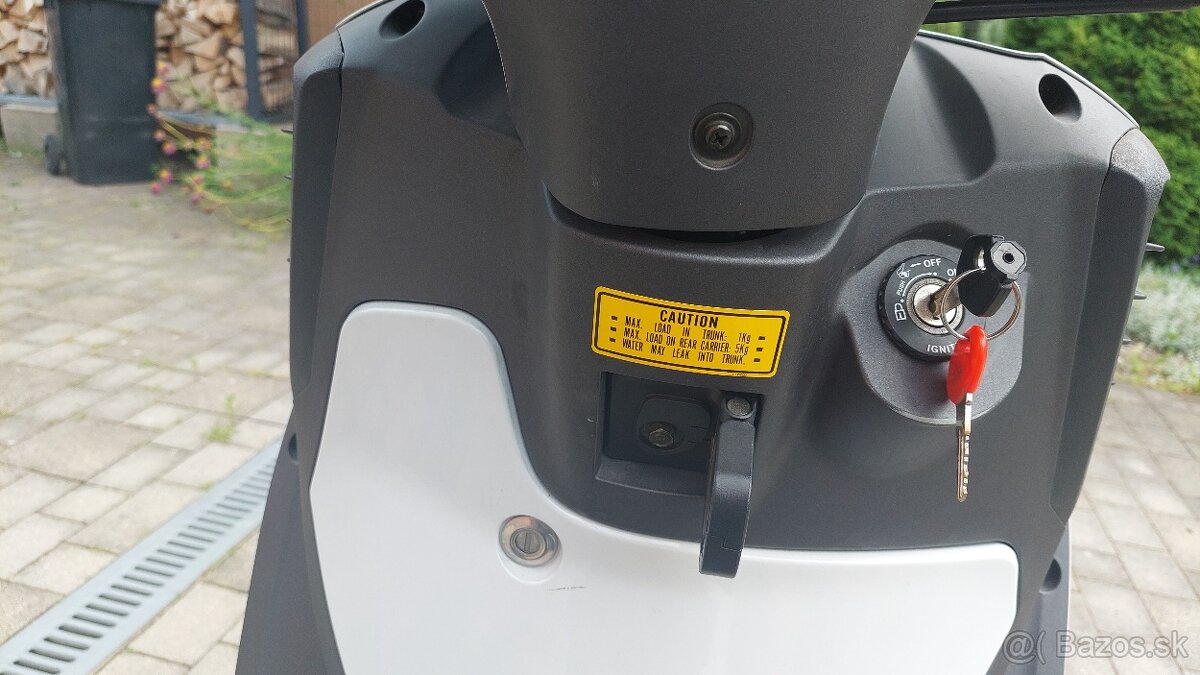 CAUTION
MAX. LOAD IN TRUNK: 1Kg
MAX. LOAD ON REAR CARRIER: 5Kg
WATER MAY LEAK INTO TRUNK.
OFF
PUSH
IGNIT
@( Bazos.sk